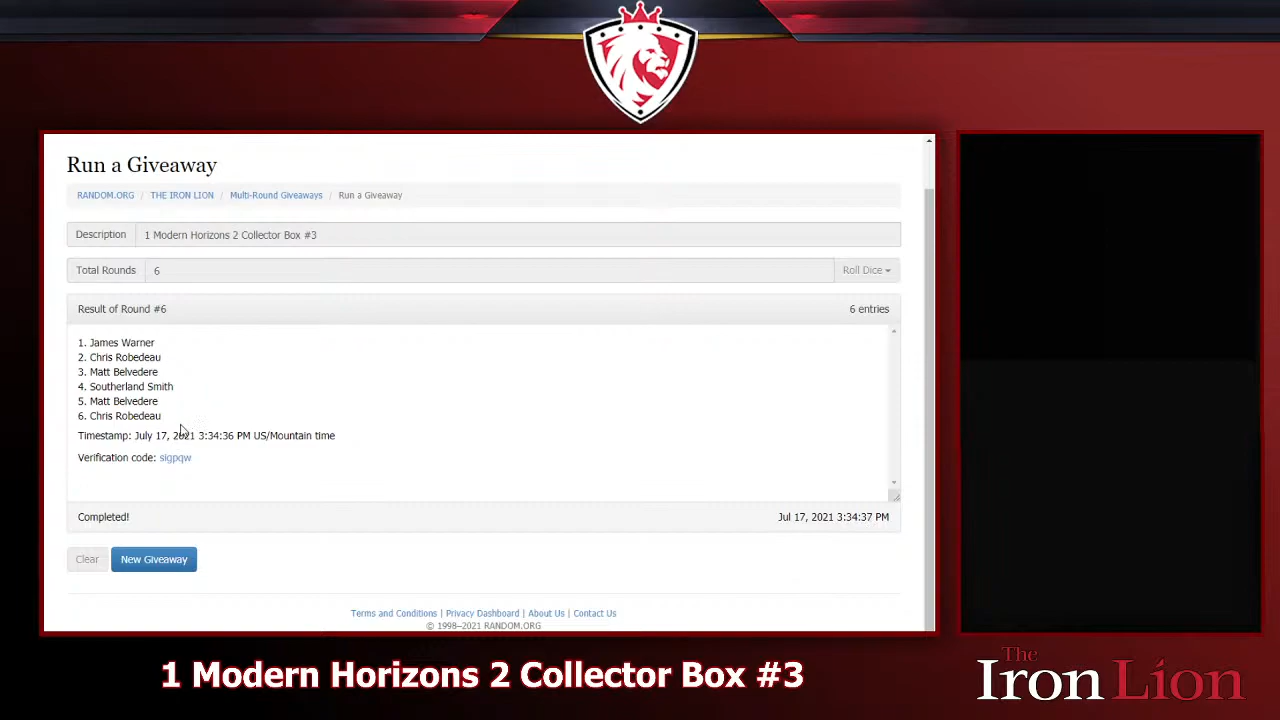 Run a Giveaway
RANDOM.ORG / THE IRON LION / Multi-Round Giveaways / Run a Giveaway
Description 1 Modern Horizons 2 Collector Box #3
Total Rounds 6 Roll Dice
Result of Round #6 6 entries
1. James Warner
2. Chris Robedeau
3. Matt Belvedere
4. Southerland Smith
5. Matt Belvedere
6. Chris Robedeau
Timestamp: July 17, 2021 3:34:36 PM US/Mountain time
Verification code: sigpqw
Completed! Jul 17, 2021 3:34:37 PM
Clear New Giveaway
Terms and Conditions | Privacy Dashboard | About Us | Contact Us
© 1998–2021 RANDOM.ORG
1 Modern Horizons 2 Collector Box #3
The
Iron Lion